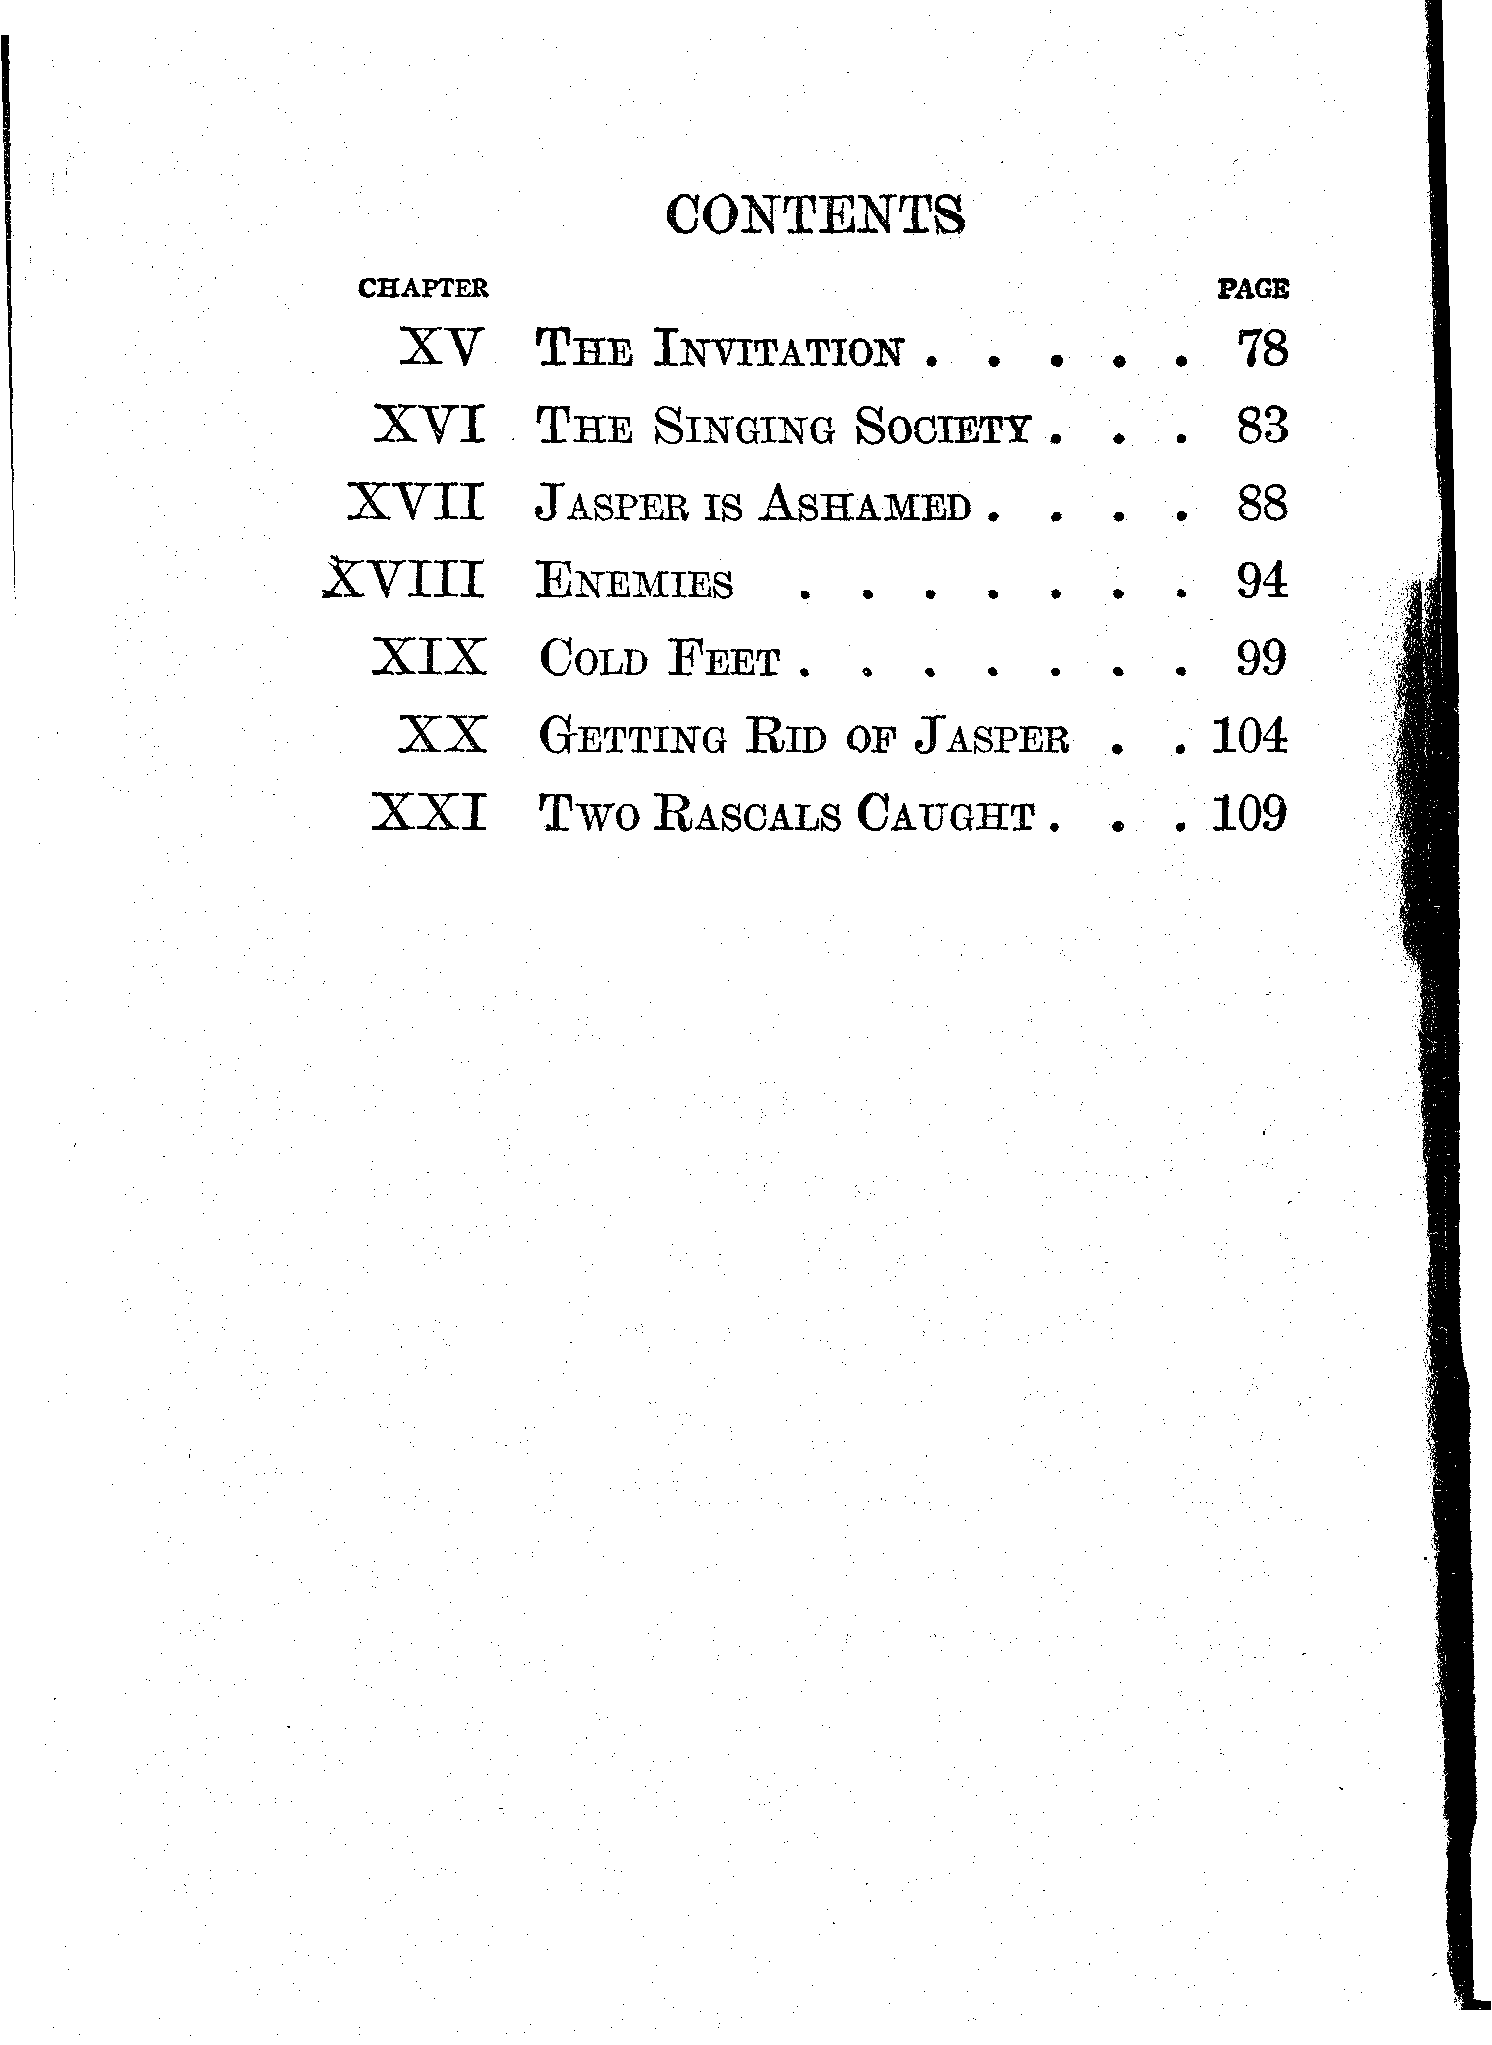 CONTENTS
CHAPTER PAGE
XV THE INVITATION . . . . . 78
XVI THE SINGING SOCIETY . . . 83
XVII JASPER IS ASHAMED . . . . 88
XVIII ENEMIES . . . . . . . 94
XIX COLD FEET . . . . . . . 99
XX GETTING RID OF JASPER . . 104
XXI TWO RASCALS CAUGHT . . . 109